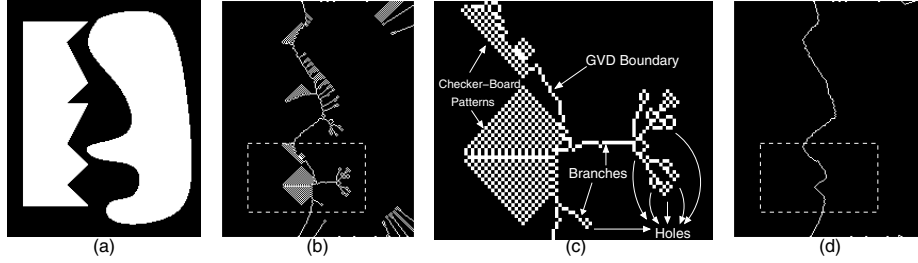 GVD Boundary
Checker-Board
Patterns
Branches
Holes
(a)
(b)
(c)
(d)